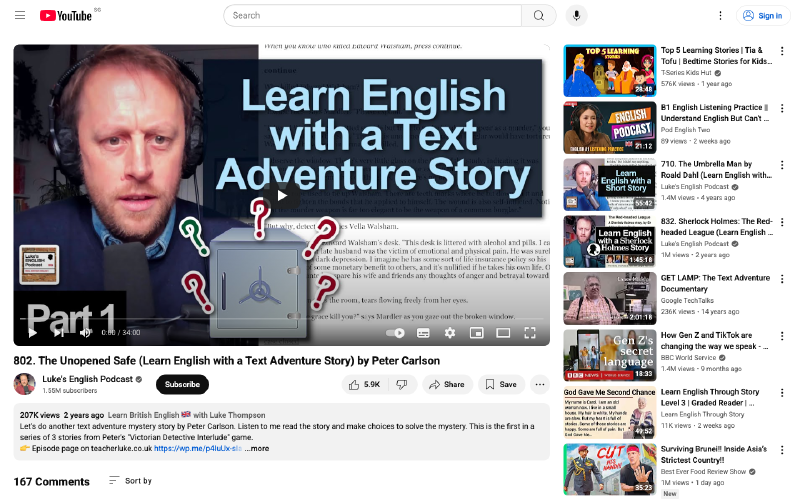 YouTube SG
Search
Sign in
When you know who killed Edward Walsham, press continue.
Learn English
with a Text
Adventure Story
"But why, detect
es Vella Walsham.
ward Walsham's desk. "This desk is littered with alcohol and pills. I ca
ate husband was the victim of emotional and physical pain. He was surel
dark depression. I imagine he has some sort of life insurance policy so his
some monetary benefit to others, and it's nullified if he takes his own life. O
pare his wife and friends any thoughts of anger and betrayal toward
the room, tears flowing freely from her eyes.
grace kill you?" says Mardler as you gaze out the broken window.
LUKE'S
ENGLISH
Podcast
Part 1
0:00 / 34:00
802. The Unopened Safe (Learn English with a Text Adventure Story) by Peter Carlson
Luke's English Podcast
1.55M subscribers
Subscribe
5.9K
Share
Save
207K views 2 years ago Learn British English 🇬🇧 with Luke Thompson
Let's do another text adventure mystery story by Peter Carlson. Listen to me read the story and make choices to solve the mystery. This is the first in a
series of 3 stories from Peter's "Victorian Detective Interlude" game.
👉 Episode page on teacherluke.co.uk https://wp.me/p4IuUx-sla ...more
167 Comments
Sort by
TOP 5 LEARNING
STORIES
28:48
Top 5 Learning Stories | Tia &
Tofu | Bedtime Stories for Kids...
T-Series Kids Hut
576K views • 1 year ago
ENGLISH
PODCAST
21:12
B1 English Listening Practice ||
Understand English But Can't ...
Pod English Two
69 views • 2 weeks ago
Learn English
with a
Short Story
55:42
710. The Umbrella Man by
Roald Dahl (Learn English with...
Luke's English Podcast
1.4M views • 4 years ago
The Red-headed League
Learn English
with a Sherlock
Holmes Story
1:45:18
832. Sherlock Holmes: The Red-
headed League (Learn English ...
Luke's English Podcast
1M views • 2 years ago
2:01:18
GET LAMP: The Text Adventure
Documentary
Google TechTalks
236K views • 14 years ago
Gen Z's
secret
language
BBC NEWS
18:33
How Gen Z and TikTok are
changing the way we speak - ...
BBC World Service
1.4M views • 9 months ago
God Gave Me Second Chance
49:52
Learn English Through Story
Level 3 | Graded Reader | ...
Learn English Through Story
11K views • 2 weeks ago
CUT
35:23
Surviving Brunei!! Inside Asia's
Strictest Country!!
Best Ever Food Review Show
1M views • 1 day ago
New